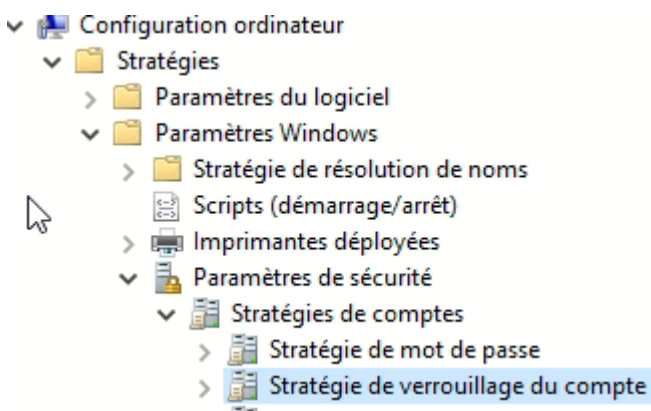 Configuration ordinateur
Stratégies
Paramètres du logiciel
Paramètres Windows
Stratégie de résolution de noms
Scripts (démarrage/arrêt)
Imprimantes déployées
Paramètres de sécurité
Stratégies de comptes
Stratégie de mot de passe
Stratégie de verrouillage du compte